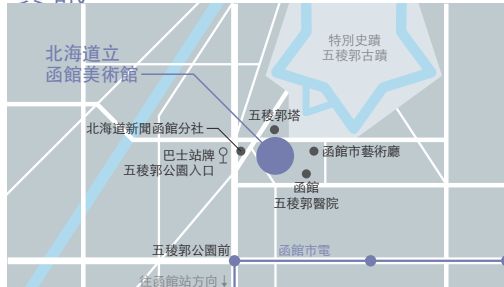 特別史蹟
五稜郭古蹟
北海道立
函館美術館
五稜郭塔
北海道新聞函館分社
巴士站牌
五稜郭公園入口
函館市藝術廳
函館
五稜郭醫院
五稜郭公園前
函館市電
往函館站方向↓